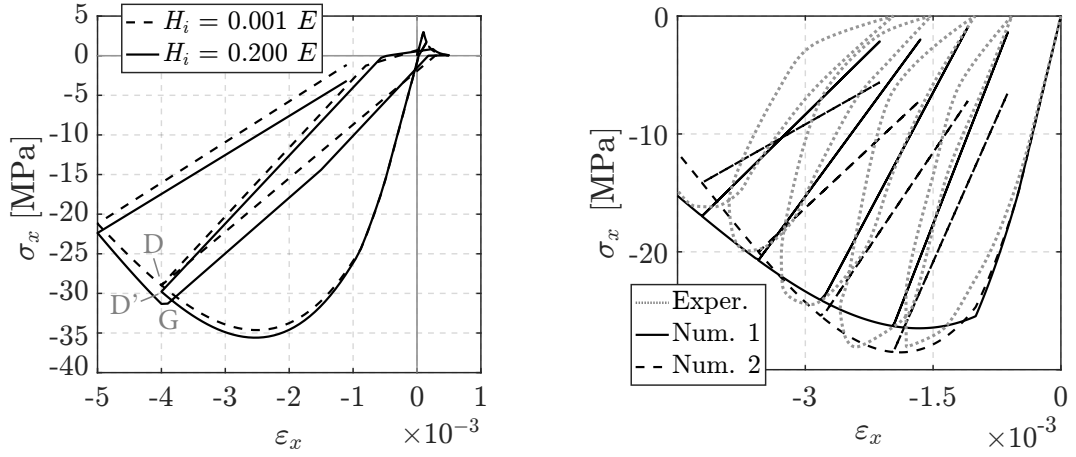 H_i = 0.001 E
H_i = 0.200 E
5
0
-5
-10
-15
-20
-25
-30
-35
-40
σ_x [MPa]
D
D'
G
-5 -4 -3 -2 -1 0 1
ε_x
×10^-3
0
-10
-20
-30
σ_x [MPa]
Exper.
Num. 1
Num. 2
-3 -1.5 0
ε_x
×10^-3